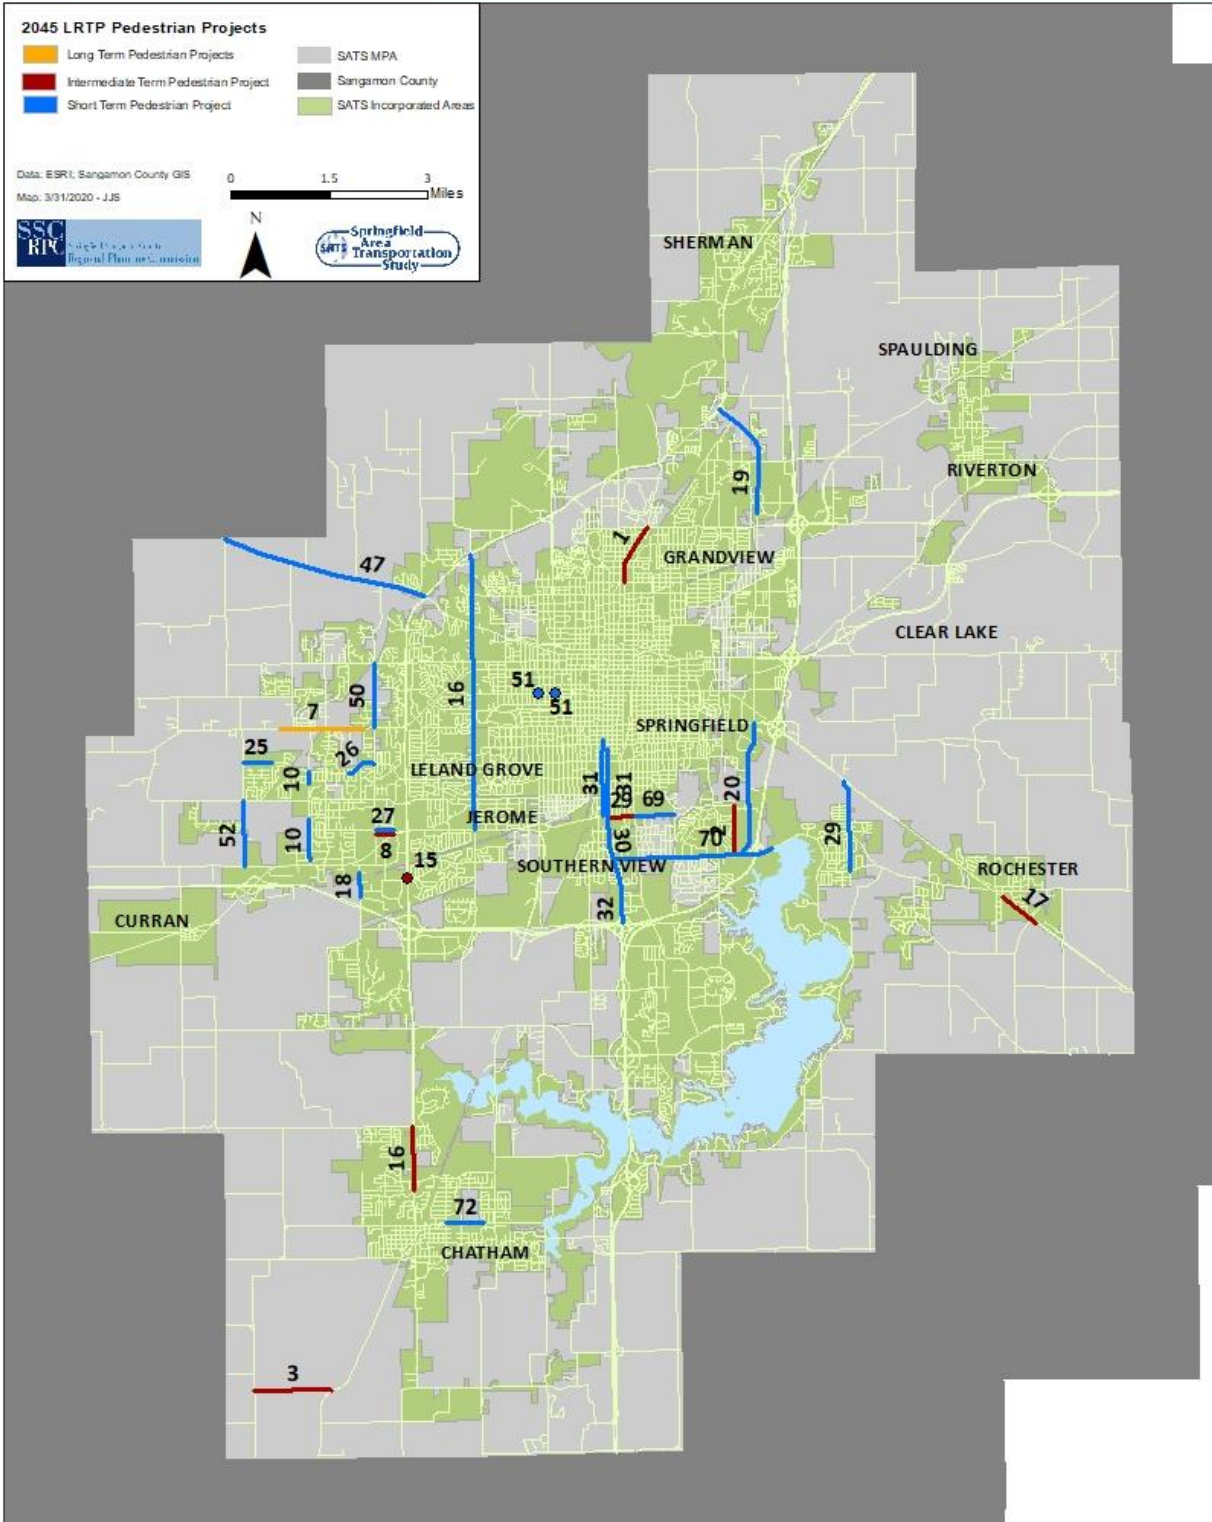 2045 LRTP Pedestrian Projects
Long Term Pedestrian Projects
Intermediate Term Pedestrian Project
Short Term Pedestrian Project
SATS MPA
Sangamon County
SATS Incorporated Areas
Data: ESRI; Sangamon County GIS
Map: 3/31/2020 - JJS
0 1.5 3
Miles
N
SSC
RPC
Regional Planning Commission
SATS
Springfield
Area
Transportation
Study
SHERMAN
SPAULDING
RIVERTON
19
1
GRANDVIEW
47
CLEAR LAKE
51
50
16
51
7
SPRINGFIELD
25
26
10
LELAND GROVE
31
31
20
29 69
27
JEROME
52
10
30
70
29
8
15
SOUTHERN VIEW
ROCHESTER
18
17
32
CURRAN
16
72
CHATHAM
3